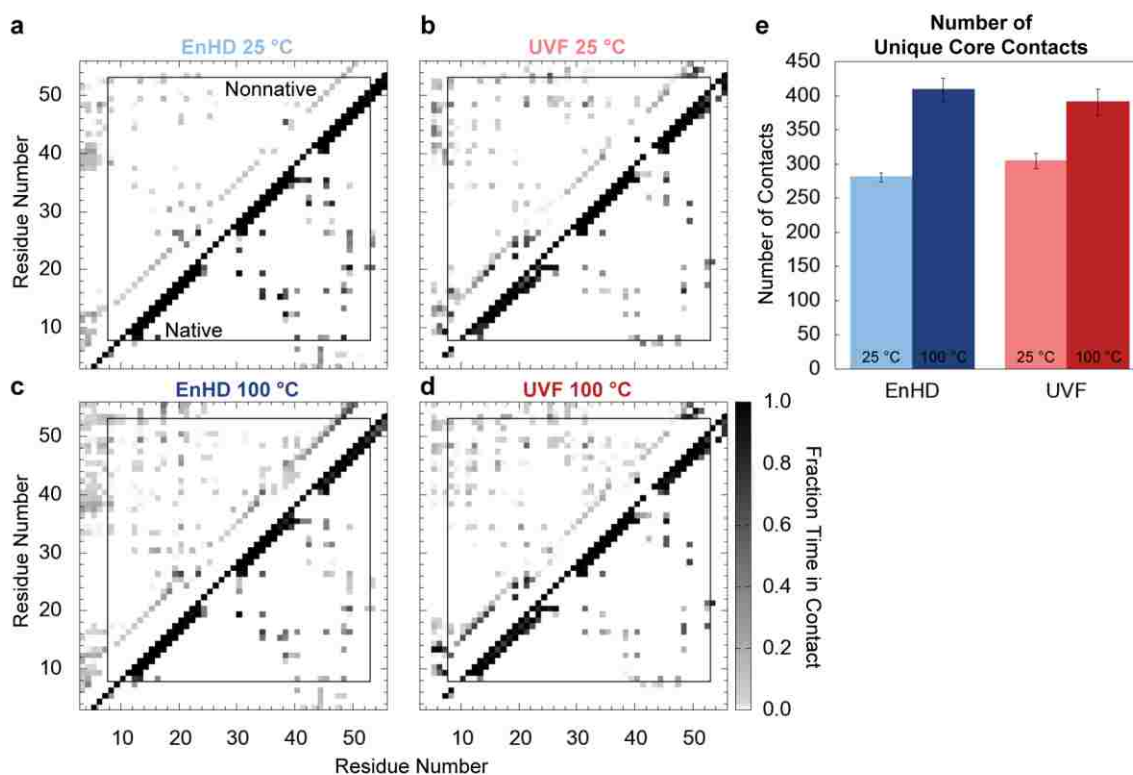 a
EnHD 25 °C
b
UVF 25 °C
e
Number of
Unique Core Contacts
Nonnative
Native
50
40
30
20
10
Residue Number
450
400
350
300
250
200
150
100
50
0
Number of Contacts
25 °C
100 °C
25 °C
100 °C
EnHD
UVF
c
EnHD 100 °C
d
UVF 100 °C
50
40
30
20
10
Residue Number
10 20 30 40 50
10 20 30 40 50
Residue Number
1.0
0.8
0.6
0.4
0.2
0.0
Fraction Time in Contact